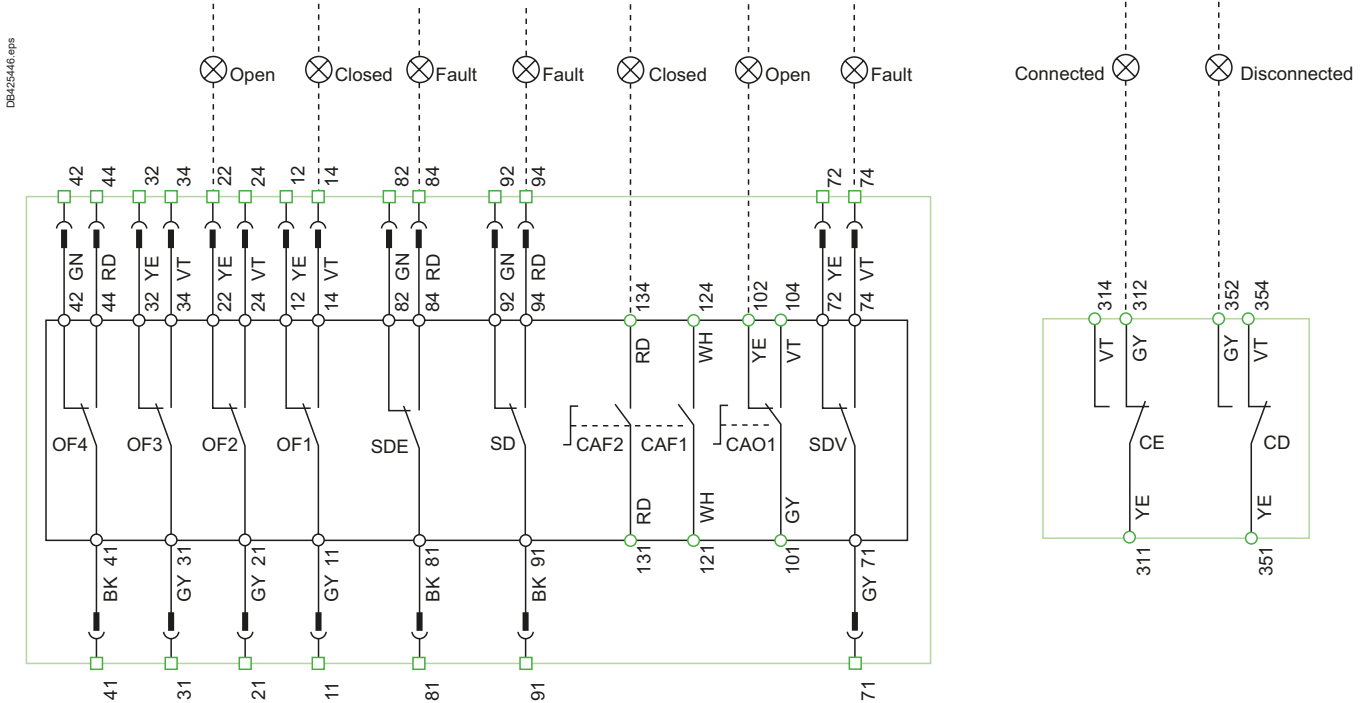 DB425446.eps
Open
Closed
Fault
Fault
Closed
Open
Fault
Connected
Disconnected
42 44 32 34 22 24 12 14 82 84 92 94 72 74
GN RD YE VT YE VT YE VT GN RD GN RD YE VT
42 44 32 34 22 24 12 14 82 84 92 94 134 124 102 104 72 74
314 312 352 354
RD WH YE VT
VT GY GY VT
OF4 OF3 OF2 OF1 SDE SD CAF2 CAF1 CAO1 SDV
CE CD
RD WH GY
YE YE
41 31 21 11 81 91 131 121 101 71
311 351
BK GY GY GY BK BK GY
41 31 21 11 81 91 71